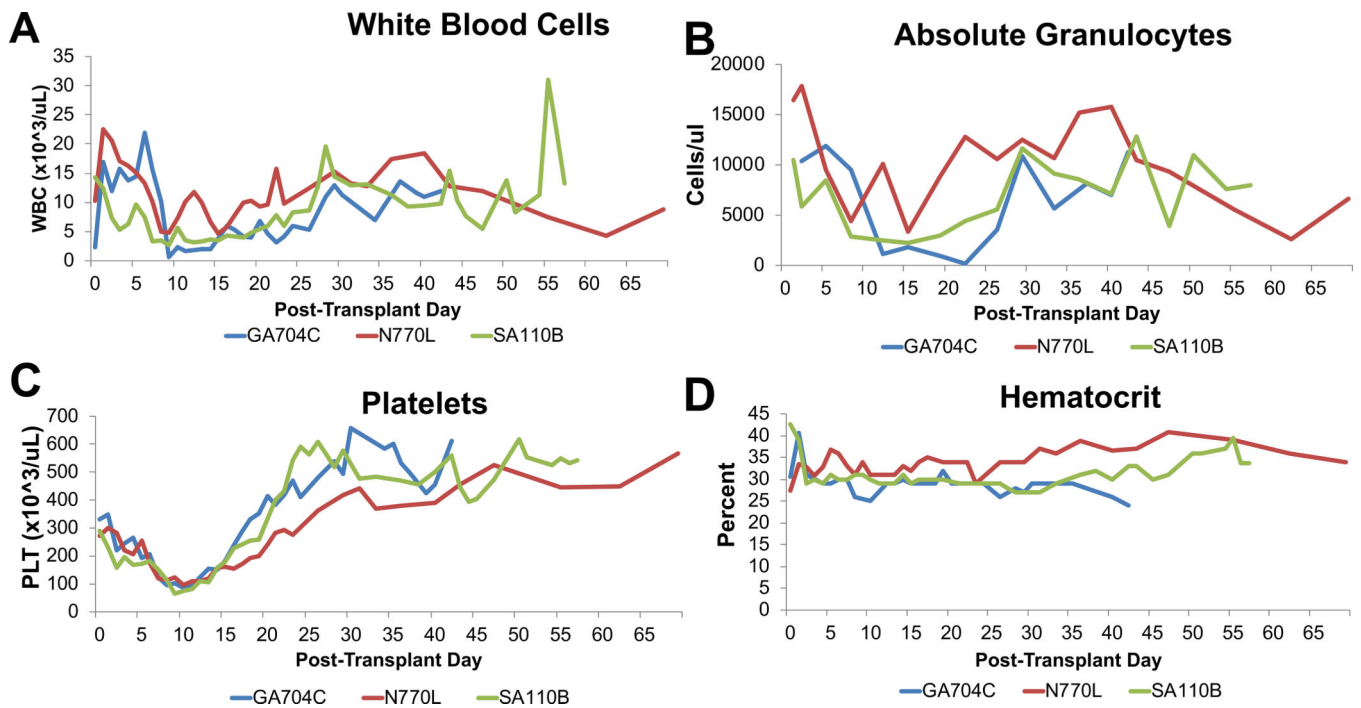 A
White Blood Cells
WBC (x10^3/uL)
35
30
25
20
15
10
5
0
0 5 10 15 20 25 30 35 40 45 50 55 60 65
Post-Transplant Day
GA704C N770L SA110B
B
Absolute Granulocytes
Cells/ul
20000
15000
10000
5000
0
0 5 10 15 20 25 30 35 40 45 50 55 60 65
Post-Transplant Day
GA704C N770L SA110B
C
Platelets
PLT (x10^3/uL)
700
600
500
400
300
200
100
0
0 5 10 15 20 25 30 35 40 45 50 55 60 65
Post-Transplant Day
GA704C N770L SA110B
D
Hematocrit
Percent
45
40
35
30
25
20
15
10
5
0
0 5 10 15 20 25 30 35 40 45 50 55 60 65
Post-Transplant Day
GA704C N770L SA110B